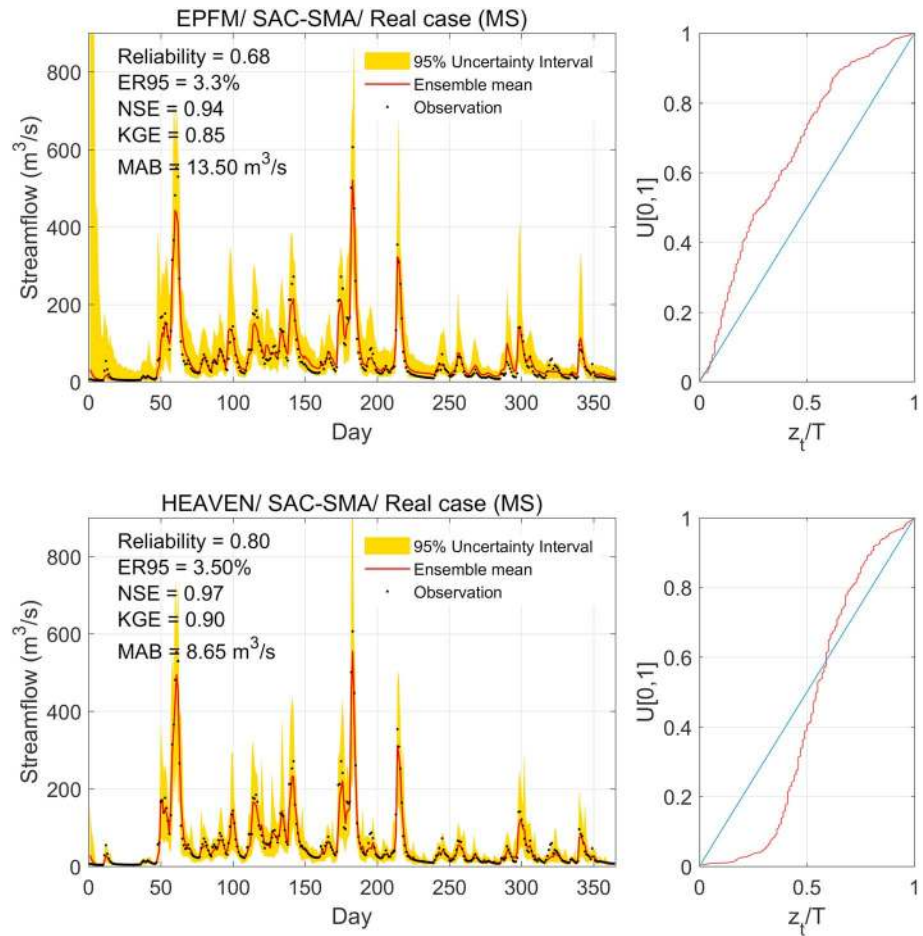 EPFM/ SAC-SMA/ Real case (MS)
Reliability = 0.68
ER95 = 3.3%
NSE = 0.94
KGE = 0.85
MAB = 13.50 m³/s
95% Uncertainty Interval
Ensemble mean
Observation
Streamflow (m³/s)
800
600
400
200
0
0 50 100 150 200 250 300 350
Day
U[0,1]
1
0.8
0.6
0.4
0.2
0
0 0.5 1
z_t/T
HEAVEN/ SAC-SMA/ Real case (MS)
Reliability = 0.80
ER95 = 3.50%
NSE = 0.97
KGE = 0.90
MAB = 8.65 m³/s
95% Uncertainty Interval
Ensemble mean
Observation
Streamflow (m³/s)
800
600
400
200
0
0 50 100 150 200 250 300 350
Day
U[0,1]
1
0.8
0.6
0.4
0.2
0
0 0.5 1
z_t/T